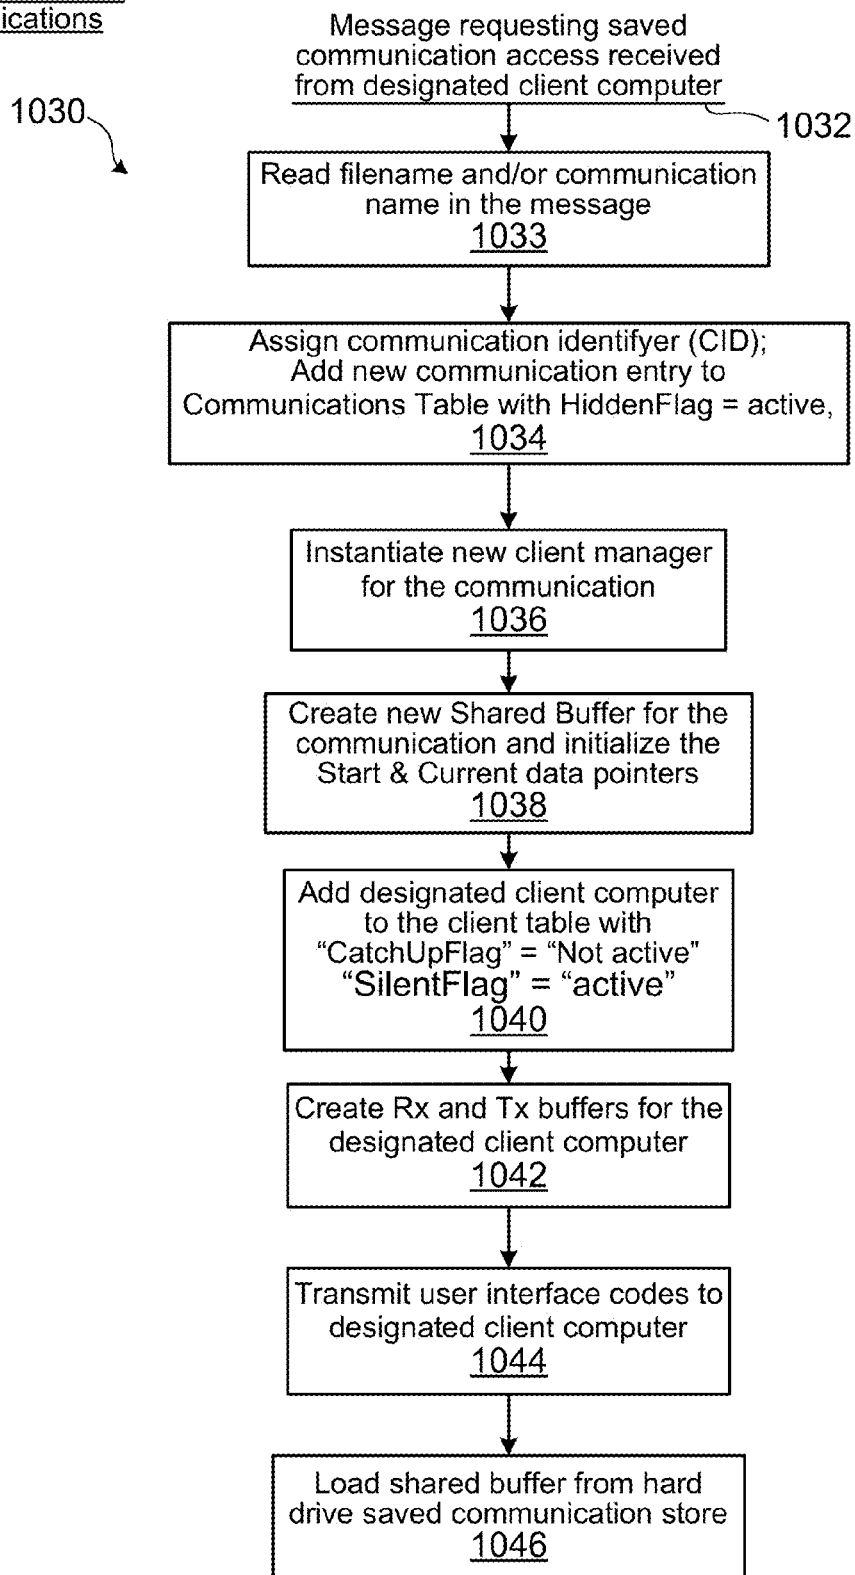 ications
Message requesting saved
communication access received
from designated client computer
1030
1032
Read filename and/or communication
name in the message
1033
Assign communication identifyer (CID);
Add new communication entry to
Communications Table with HiddenFlag = active,
1034
Instantiate new client manager
for the communication
1036
Create new Shared Buffer for the
communication and initialize the
Start & Current data pointers
1038
Add designated client computer
to the client table with
“CatchUpFlag” = “Not active”
“SilentFlag” = “active”
1040
Create Rx and Tx buffers for the
designated client computer
1042
Transmit user interface codes to
designated client computer
1044
Load shared buffer from hard
drive saved communication store
1046